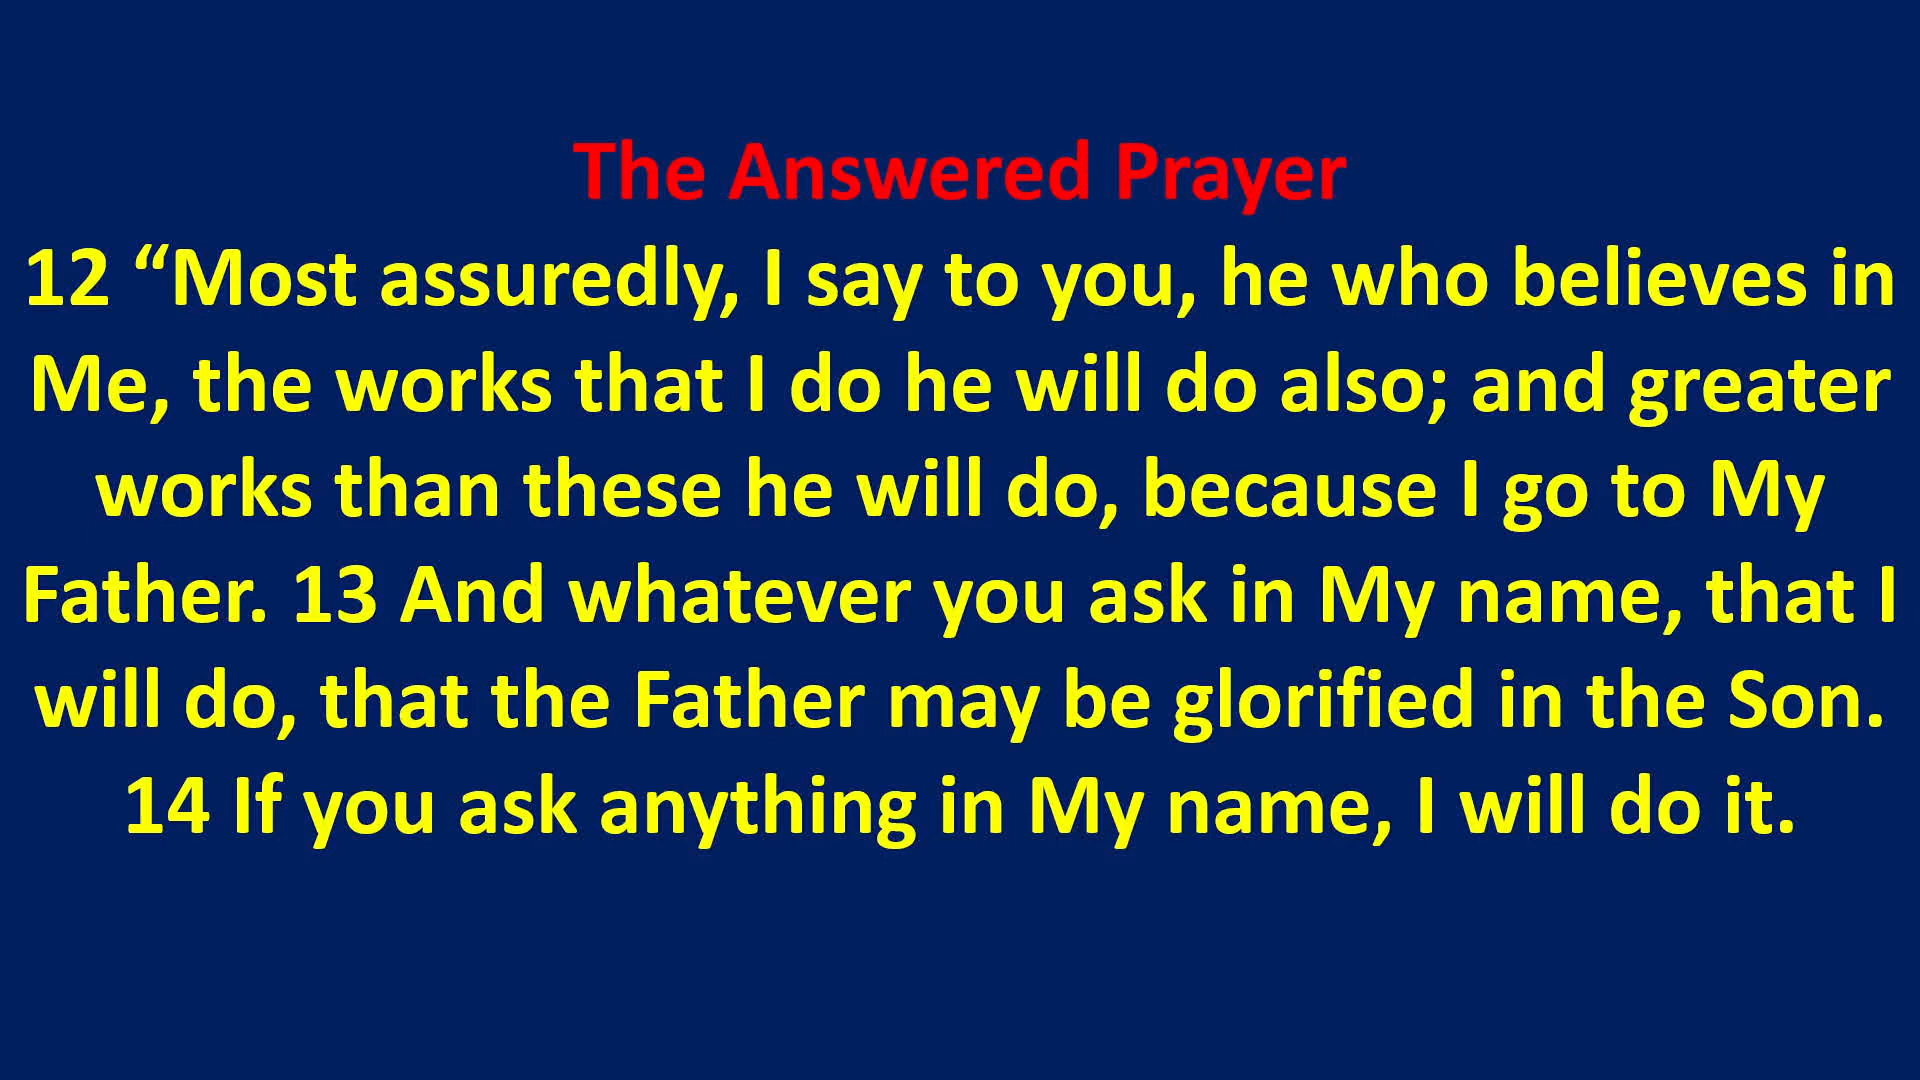 The Answered Prayer
12 “Most assuredly, I say to you, he who believes in
Me, the works that I do he will do also; and greater
works than these he will do, because I go to My
Father. 13 And whatever you ask in My name, that I
will do, that the Father may be glorified in the Son.
14 If you ask anything in My name, I will do it.